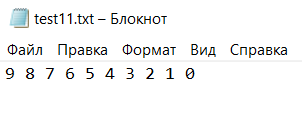 test11.txt – Блокнот
Файл Правка Формат Вид Справка
9 8 7 6 5 4 3 2 1 0